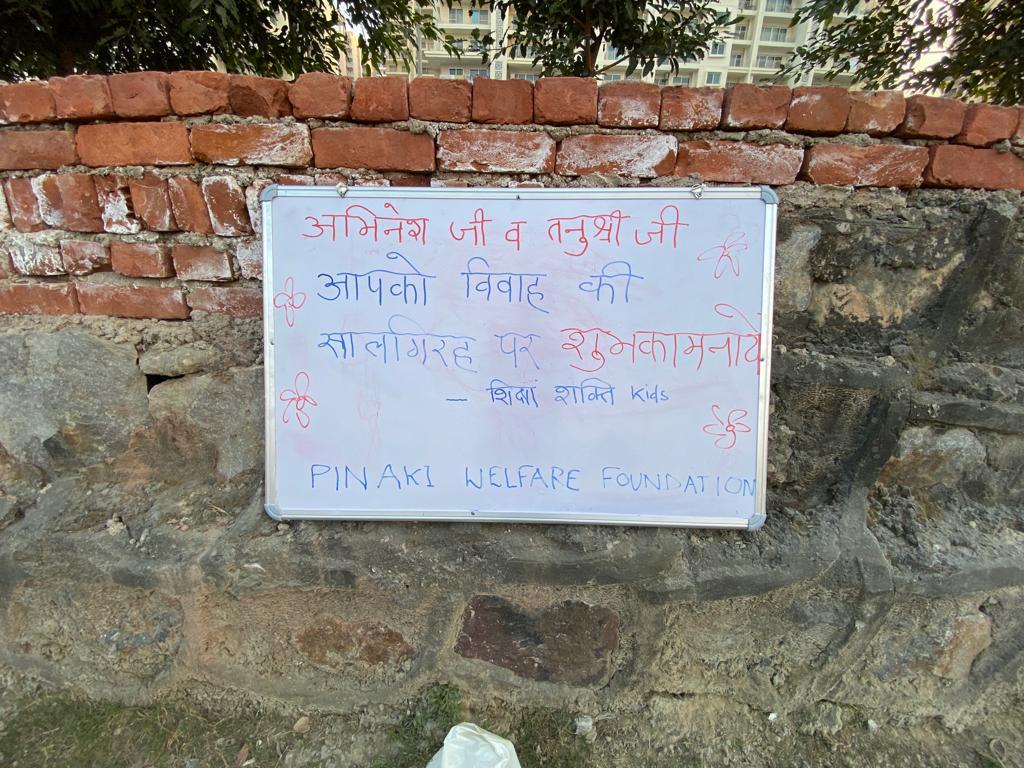 अभिनेश जी व तनुश्री जी
आपको विवाह की
सालगिरह पर शुभकामनाये
— शिक्षा शक्ति Kids
PINAKI WELFARE FOUNDATION